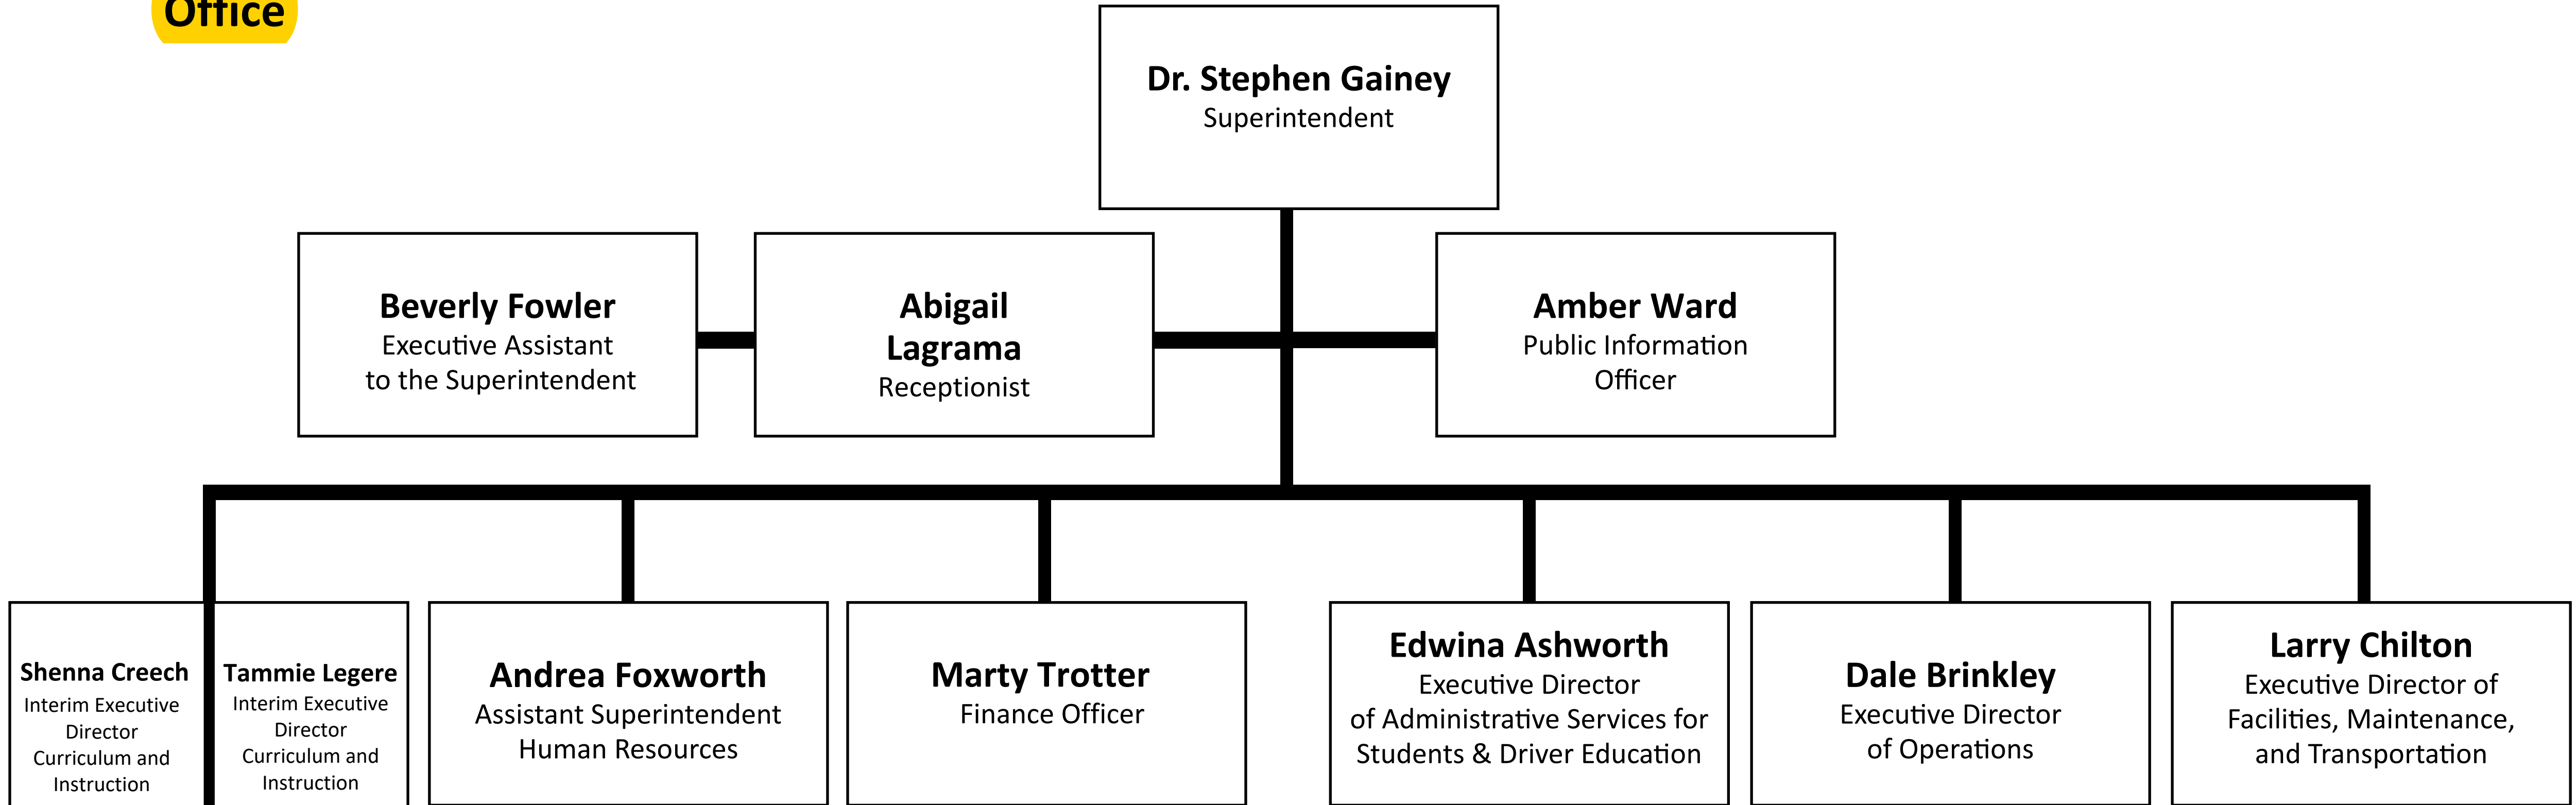 Office
Dr. Stephen Gainey
Superintendent
Beverly Fowler
Executive Assistant
to the Superintendent
Abigail
Lagrama
Receptionist
Amber Ward
Public Information
Officer
Shenna Creech
Interim Executive
Director
Curriculum and
Instruction
Tammie Legere
Interim Executive
Director
Curriculum and
Instruction
Andrea Foxworth
Assistant Superintendent
Human Resources
Marty Trotter
Finance Officer
Edwina Ashworth
Executive Director
of Administrative Services for
Students & Driver Education
Dale Brinkley
Executive Director
of Operations
Larry Chilton
Executive Director of
Facilities, Maintenance,
and Transportation